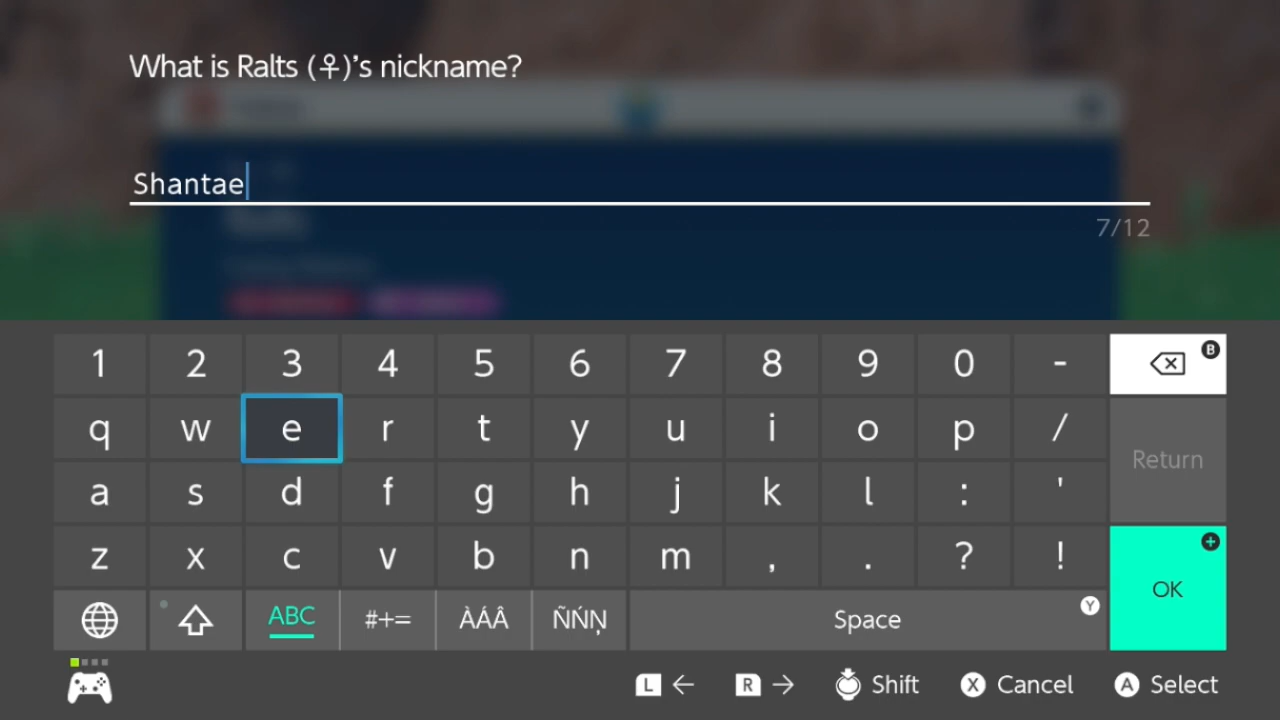 What is Ralts (♀)'s nickname?
Shantae
7/12
1 2 3 4 5 6 7 8 9 0 - B
q w e r t y u i o p /
Return
a s d f g h j k l : '
z x c v b n m , . ? ! +
OK
ABC #+= ÀÁÂ ÑŃŅ Space Y
L ← R → Shift X Cancel A Select